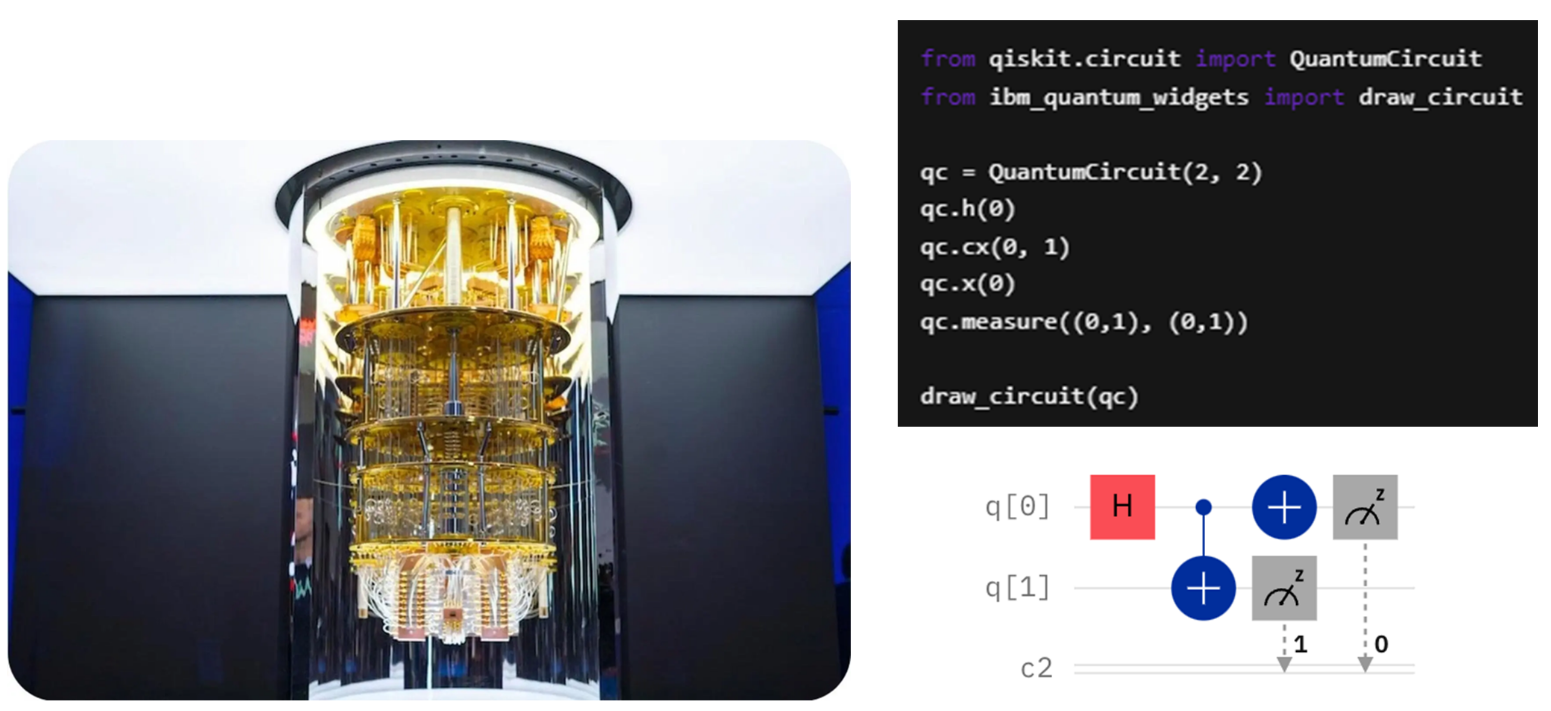 from qiskit.circuit import QuantumCircuit
from ibm_quantum_widgets import draw_circuit
qc = QuantumCircuit(2, 2)
qc.h(0)
qc.cx(0, 1)
qc.x(0)
qc.measure((0,1), (0,1))
draw_circuit(qc)
q[0] H z
q[1] z
c2 1 0